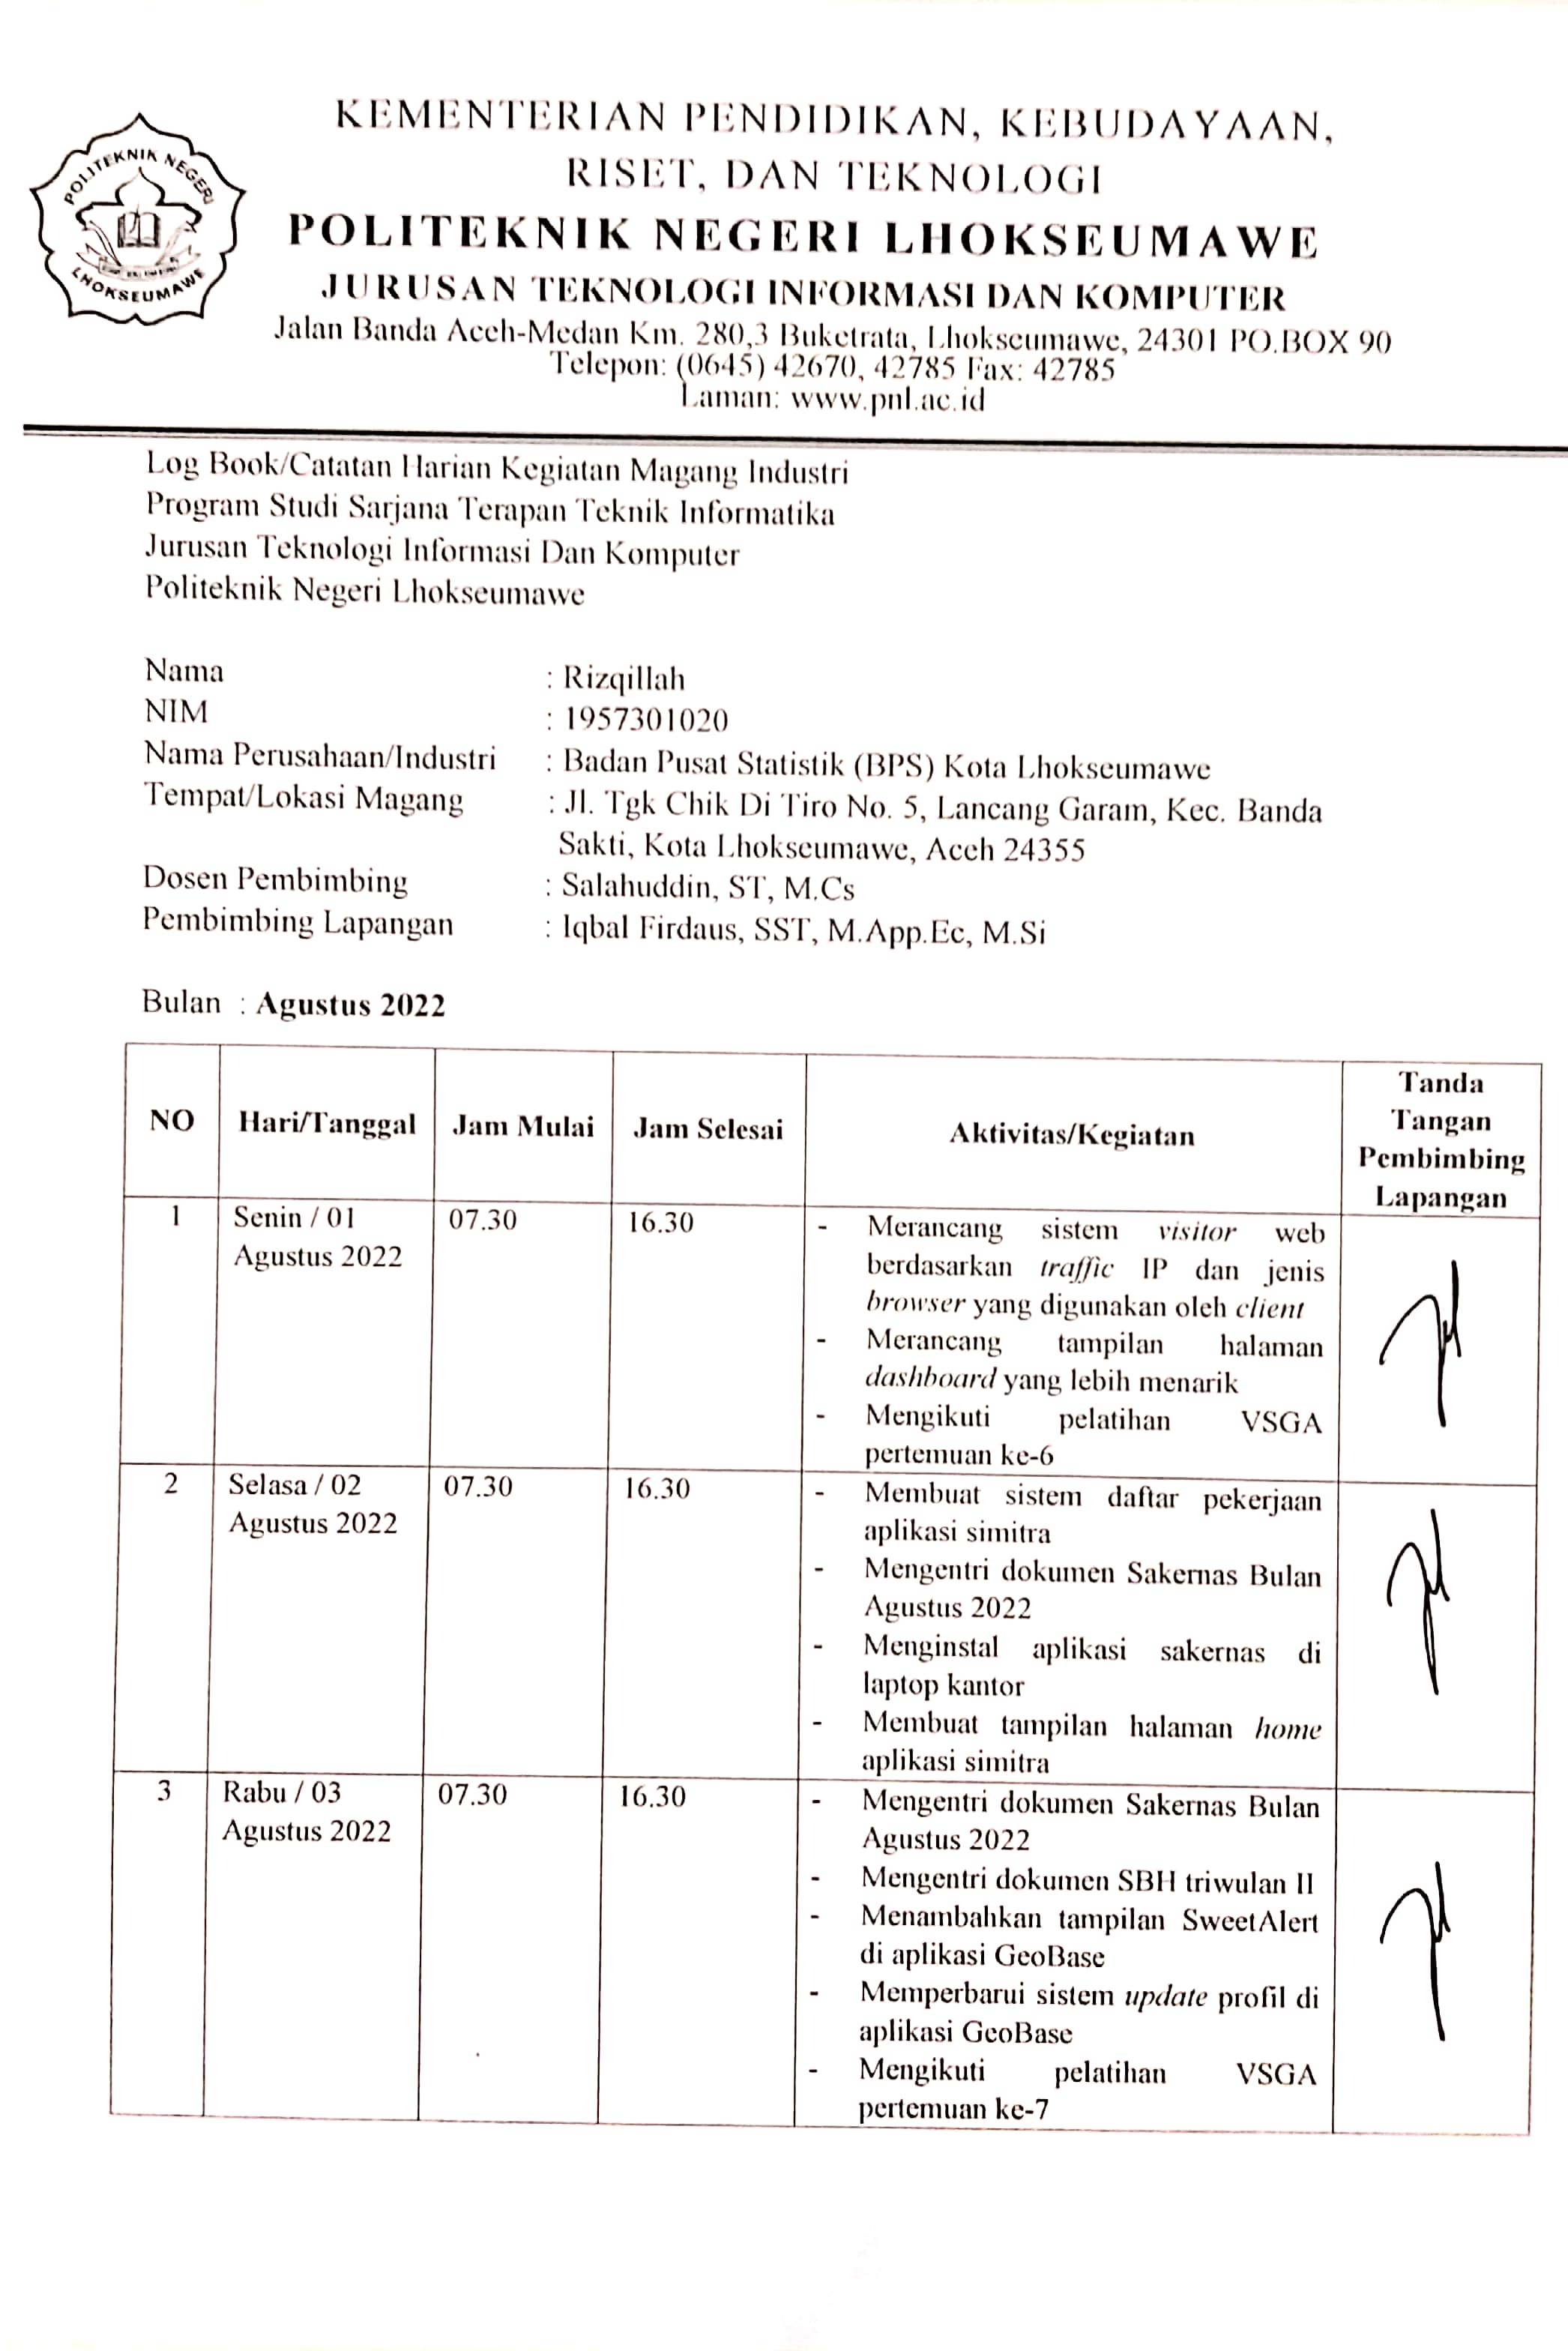 POLITEKNIK NEGERI
LHOKSEUMAWE
KEMENTERIAN PENDIDIKAN, KEBUDAYAAN,
RISET, DAN TEKNOLOGI
POLITEKNIK NEGERI LHOKSEUMAWE
JURUSAN TEKNOLOGI INFORMASI DAN KOMPUTER
Jalan Banda Aceh-Medan Km. 280,3 Buketrata, Lhokseumawe, 24301 PO.BOX 90
Telepon: (0645) 42670, 42785 Fax: 42785
Laman: www.pnl.ac.id
Log Book/Catatan Harian Kegiatan Magang Industri
Program Studi Sarjana Terapan Teknik Informatika
Jurusan Teknologi Informasi Dan Komputer
Politeknik Negeri Lhokseumawe
Nama : Rizqillah
NIM : 1957301020
Nama Perusahaan/Industri : Badan Pusat Statistik (BPS) Kota Lhokseumawe
Tempat/Lokasi Magang : Jl. Tgk Chik Di Tiro No. 5, Lancang Garam, Kec. Banda
Sakti, Kota Lhokseumawe, Aceh 24355
Dosen Pembimbing : Salahuddin, ST, M.Cs
Pembimbing Lapangan : Iqbal Firdaus, SST, M.App.Ec, M.Si
Bulan : Agustus 2022
NO Hari/Tanggal Jam Mulai Jam Selesai Aktivitas/Kegiatan Tanda
Tangan
Pembimbing
Lapangan
1 Senin / 01 07.30 16.30 - Merancang sistem visitor web
Agustus 2022 berdasarkan traffic IP dan jenis
browser yang digunakan oleh client
- Merancang tampilan halaman
dashboard yang lebih menarik
- Mengikuti pelatihan VSGA
pertemuan ke-6
2 Selasa / 02 07.30 16.30 - Membuat sistem daftar pekerjaan
Agustus 2022 aplikasi simitra
- Mengentri dokumen Sakernas Bulan
Agustus 2022
- Menginstal aplikasi sakernas di
laptop kantor
- Membuat tampilan halaman home
aplikasi simitra
3 Rabu / 03 07.30 16.30 - Mengentri dokumen Sakernas Bulan
Agustus 2022 Agustus 2022
- Mengentri dokumen SBH triwulan II
- Menambahkan tampilan SweetAlert
di aplikasi GeoBase
- Memperbarui sistem update profil di
aplikasi GeoBase
- Mengikuti pelatihan VSGA
pertemuan ke-7